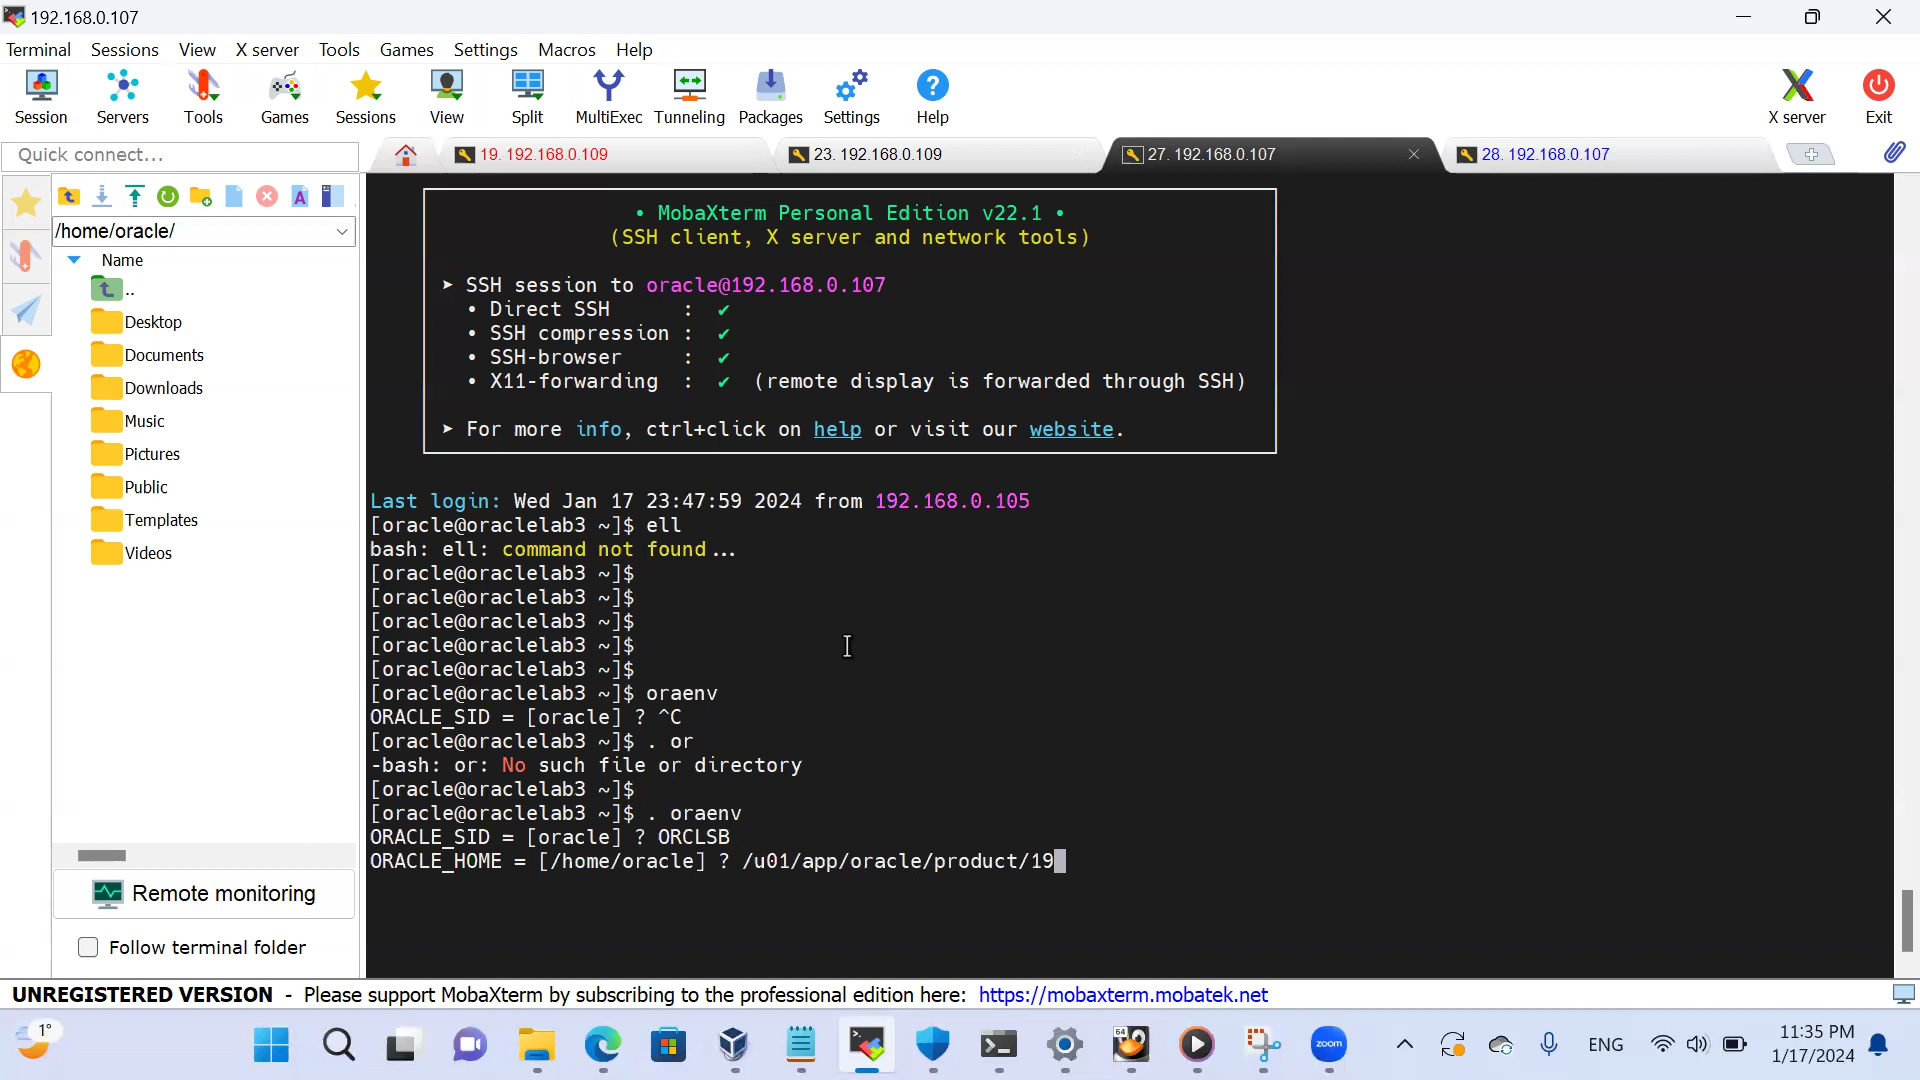 192.168.0.107
Terminal Sessions View X server Tools Games Settings Macros Help
Session Servers Tools Games Sessions View Split MultiExec Tunneling Packages Settings Help X server Exit
Quick connect...
19. 192.168.0.109
23. 192.168.0.109
27. 192.168.0.107
28. 192.168.0.107
/home/oracle/
Name
..
Desktop
Documents
Downloads
Music
Pictures
Public
Templates
Videos
Remote monitoring
Follow terminal folder
• MobaXterm Personal Edition v22.1 •
(SSH client, X server and network tools)
➤ SSH session to oracle@192.168.0.107
• Direct SSH : ✔
• SSH compression : ✔
• SSH-browser : ✔
• X11-forwarding : ✔ (remote display is forwarded through SSH)
➤ For more info, ctrl+click on help or visit our website.
Last login: Wed Jan 17 23:47:59 2024 from 192.168.0.105
[oracle@oraclelab3 ~]$ ell
bash: ell: command not found...
[oracle@oraclelab3 ~]$
[oracle@oraclelab3 ~]$
[oracle@oraclelab3 ~]$
[oracle@oraclelab3 ~]$
[oracle@oraclelab3 ~]$
[oracle@oraclelab3 ~]$ oraenv
ORACLE_SID = [oracle] ? ^C
[oracle@oraclelab3 ~]$ . or
-bash: or: No such file or directory
[oracle@oraclelab3 ~]$
[oracle@oraclelab3 ~]$ . oraenv
ORACLE_SID = [oracle] ? ORCLSB
ORACLE_HOME = [/home/oracle] ? /u01/app/oracle/product/19
UNREGISTERED VERSION - Please support MobaXterm by subscribing to the professional edition here: https://mobaxterm.mobatek.net
1°
64
zoom
ENG
11:35 PM
1/17/2024